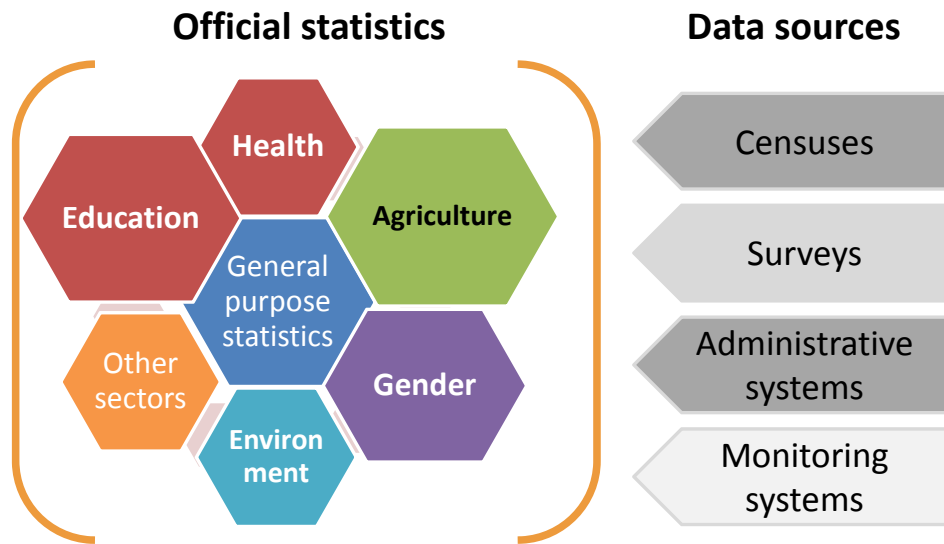 Official statistics
Data sources
Health
Education
Agriculture
General
purpose
statistics
Other
sectors
Gender
Environ
ment
Censuses
Surveys
Administrative
systems
Monitoring
systems